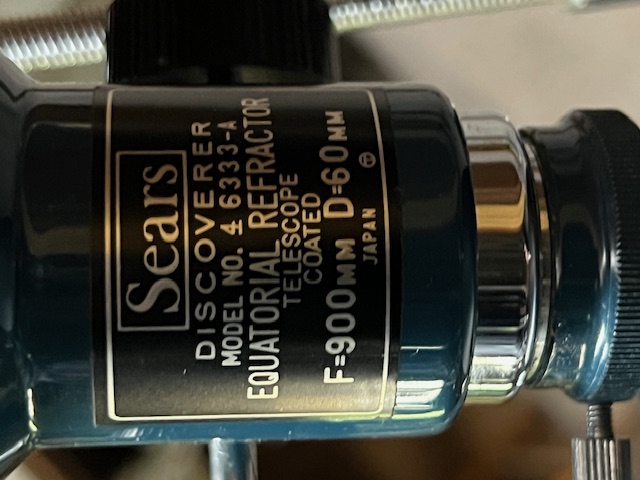 Sears
DISCOVERER
MODEL NO. 4 6333-A
EQUATORIAL REFRACTOR
TELESCOPE
COATED
F=900MM D=60MM
JAPAN